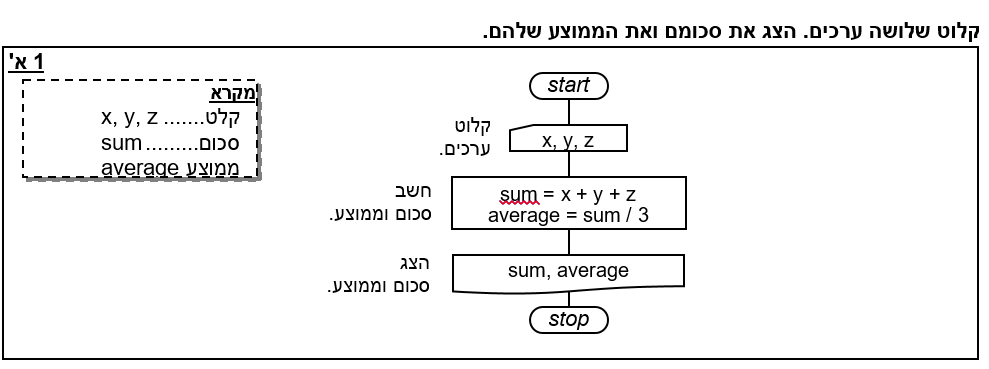 קלוט שלושה ערכים. הצג את סכומם ואת הממוצע שלהם.
1 א'
מקרא
קלט....... x, y, z
סכום.........sum
ממוצע average
start
קלוט
ערכים.
x, y, z
חשב
סכום וממוצע.
sum = x + y + z
average = sum / 3
הצג
סכום וממוצע.
sum, average
stop